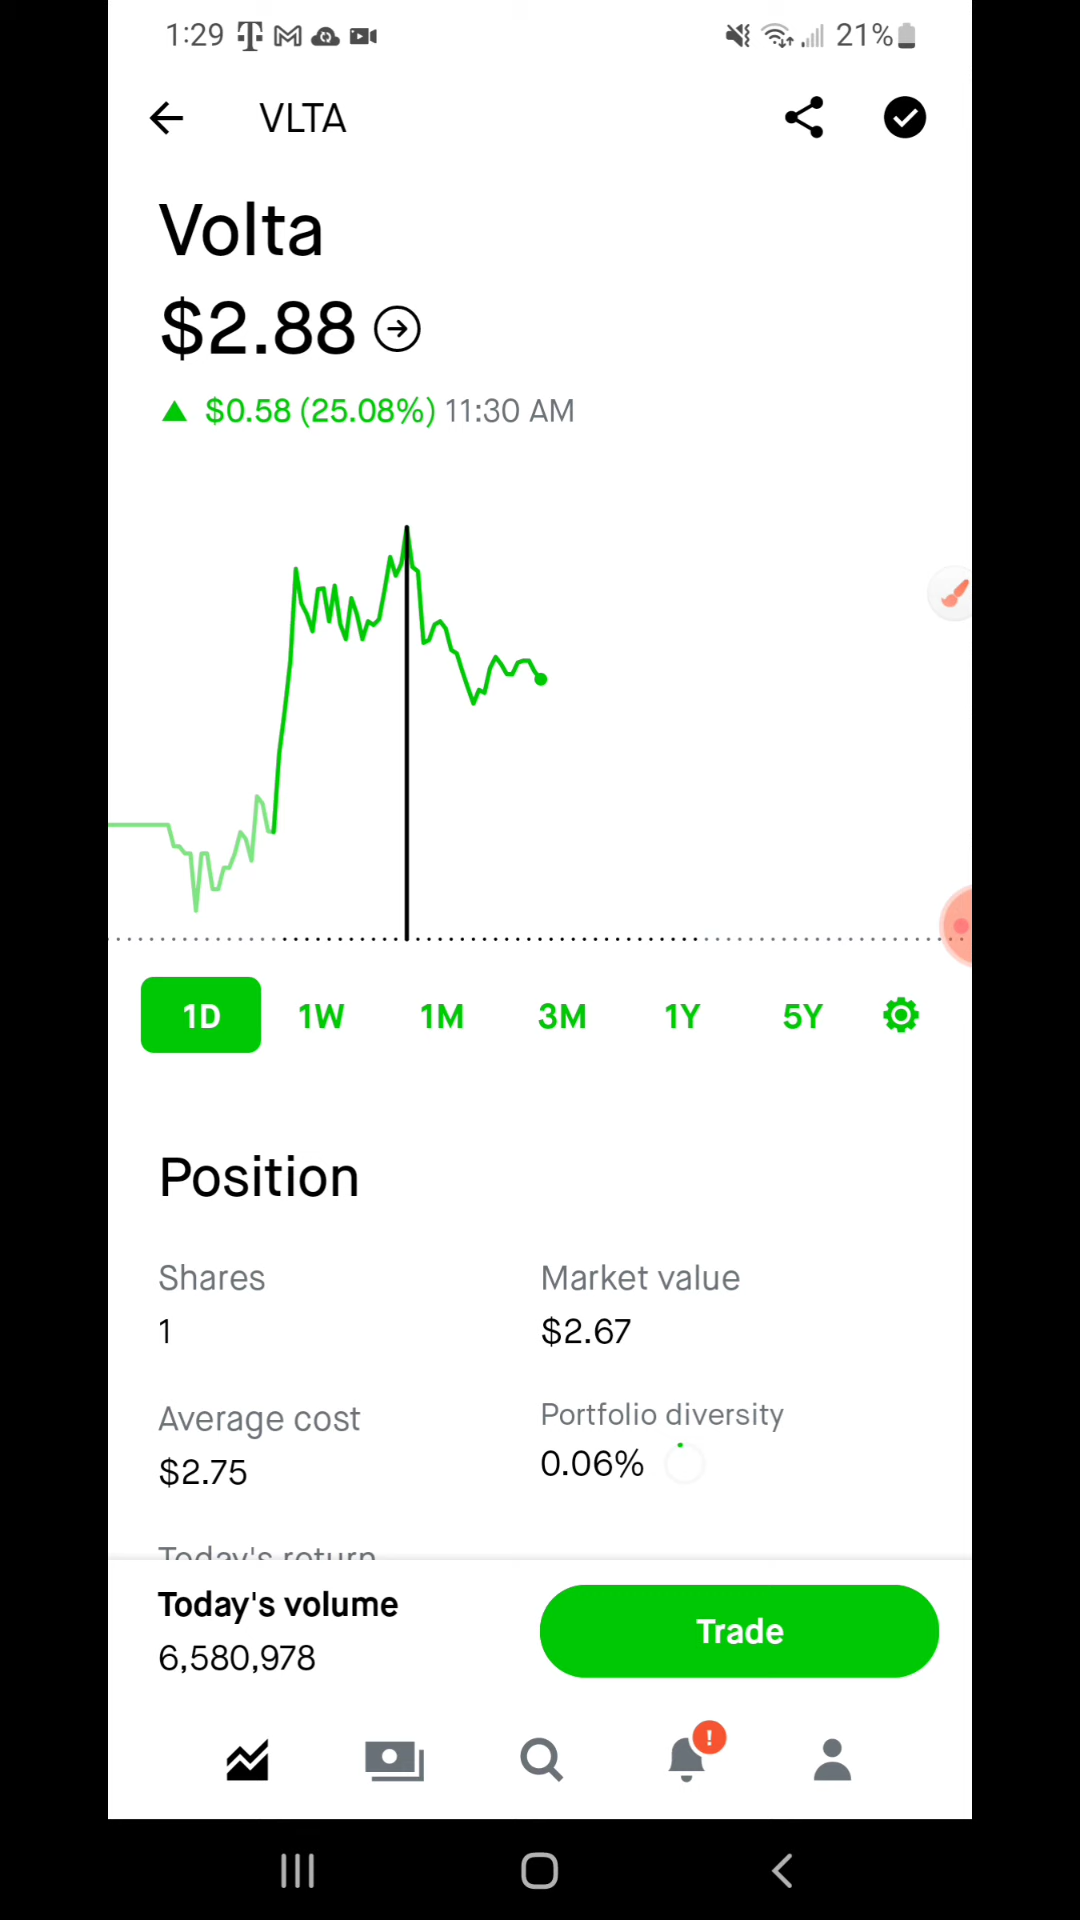 1:29 21%
VLTA
Volta
$2.88
$0.58 (25.08%) 11:30 AM
1D 1W 1M 3M 1Y 5Y
Position
Shares Market value
1 $2.67
Average cost Portfolio diversity
$2.75 0.06%
Today's return
Today's volume
6,580,978
Trade
!